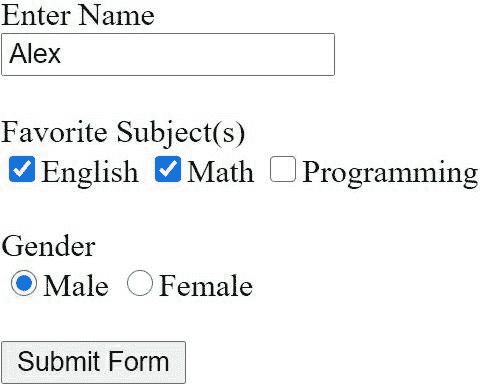 Enter Name
Alex
Favorite Subject(s)
English Math Programming
Gender
Male Female
Submit Form